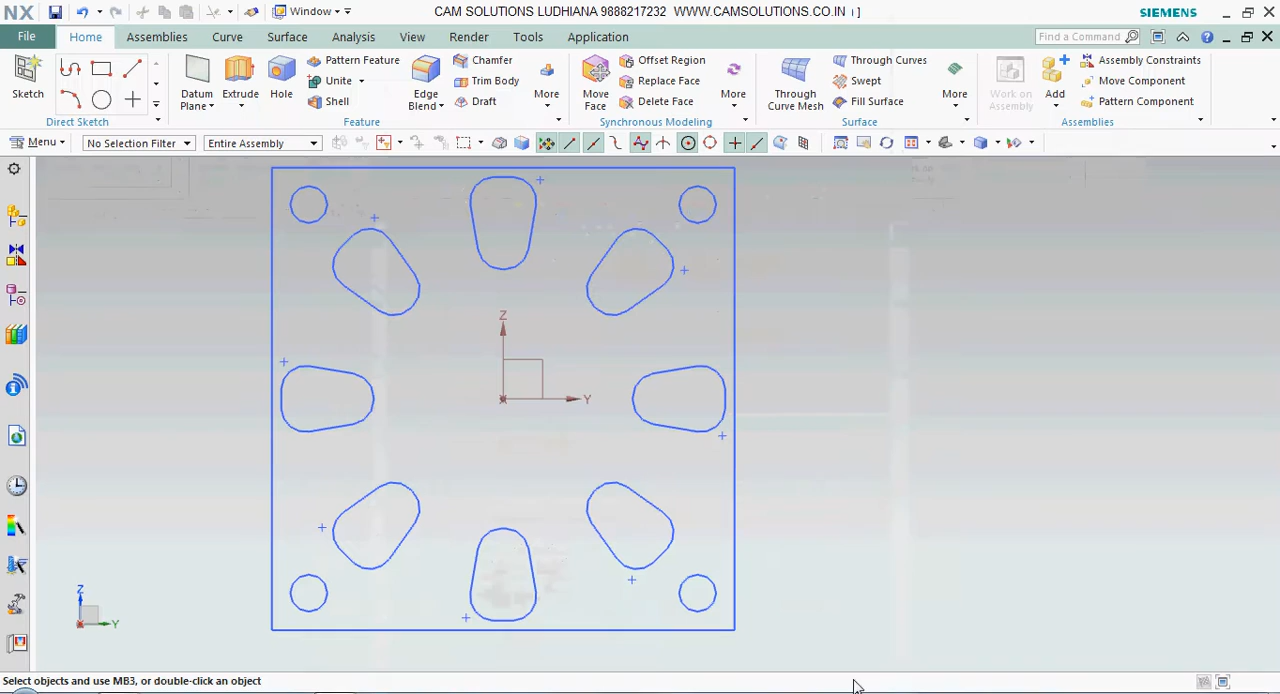 NX
Window
CAM SOLUTIONS LUDHIANA 9888217232 WWW.CAMSOLUTIONS.CO.IN ]
SIEMENS
File Home Assemblies Curve Surface Analysis View Render Tools Application
Find a Command
Sketch
Direct Sketch
Datum Plane
Extrude
Hole
Pattern Feature
Unite
Shell
Edge Blend
Chamfer
Trim Body
Draft
More
Feature
Move Face
Offset Region
Replace Face
Delete Face
More
Synchronous Modeling
Through Curve Mesh
Through Curves
Swept
Fill Surface
More
Surface
Work on Assembly
Add
Assembly Constraints
Move Component
Pattern Component
Assemblies
Menu
No Selection Filter
Entire Assembly
Z
Y
Z
Y
Select objects and use MB3, or double-click an object